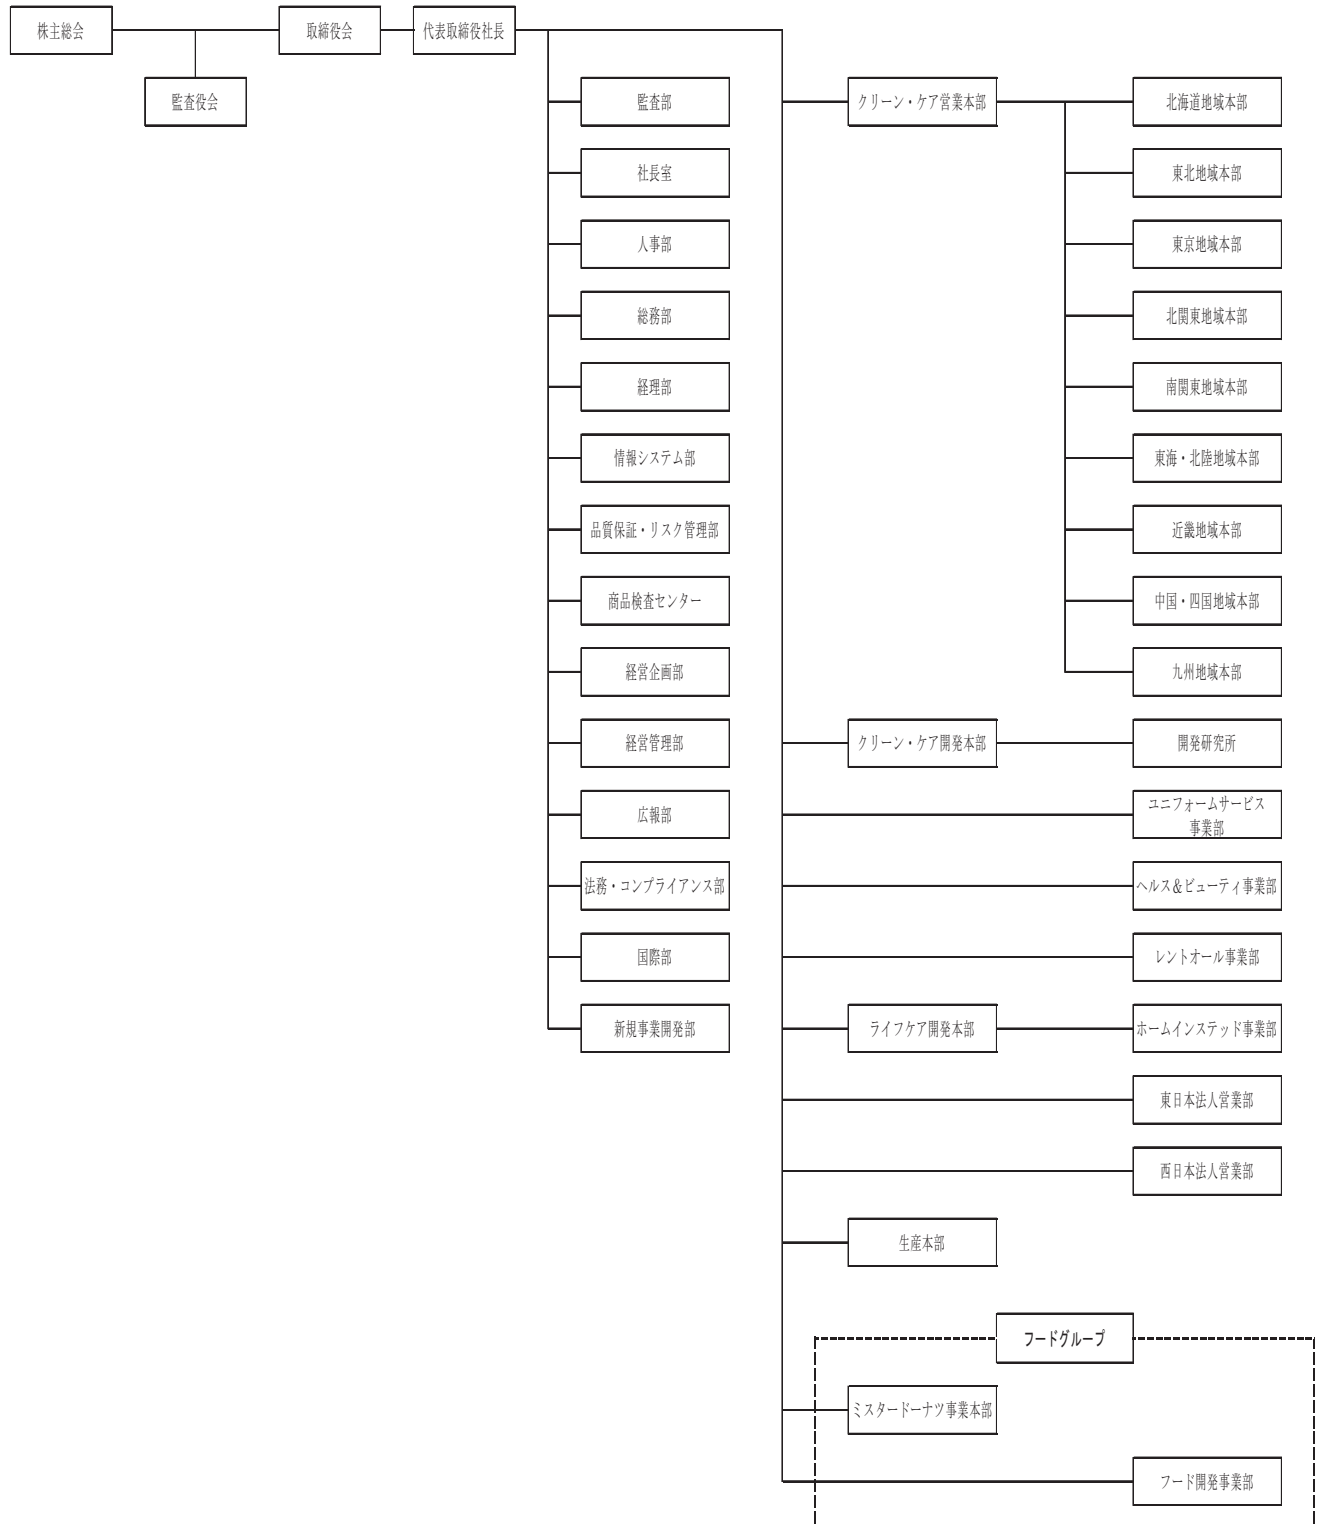 株主総会
取締役会
代表取締役社長
監査役会
監査部
社長室
人事部
総務部
経理部
情報システム部
品質保証・リスク管理部
商品検査センター
経営企画部
経営管理部
広報部
法務・コンプライアンス部
国際部
新規事業開発部
クリーン・ケア営業本部
北海道地域本部
東北地域本部
東京地域本部
北関東地域本部
南関東地域本部
東海・北陸地域本部
近畿地域本部
中国・四国地域本部
九州地域本部
クリーン・ケア開発本部
開発研究所
ユニフォームサービス
事業部
ヘルス＆ビューティ事業部
レントオール事業部
ライフケア開発本部
ホームインステッド事業部
東日本法人営業部
西日本法人営業部
生産本部
フードグループ
ミスタードーナツ事業本部
フード開発事業部